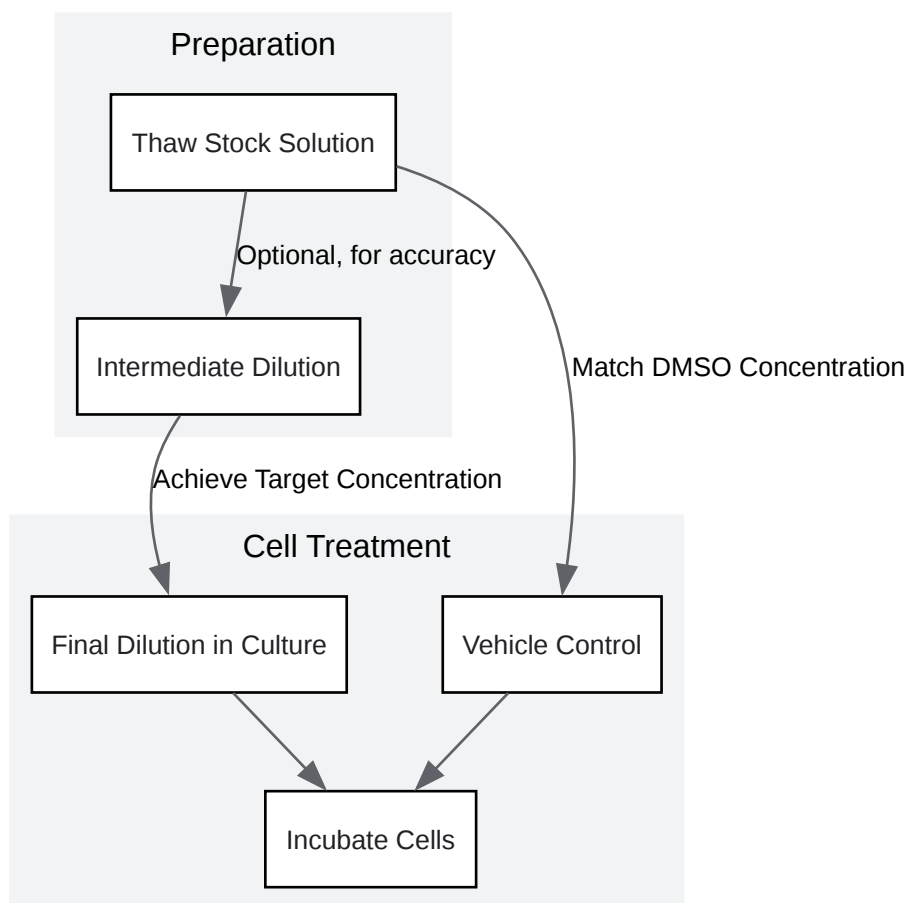 Preparation
Thaw Stock Solution
Optional, for accuracy
Intermediate Dilution
Match DMSO Concentration
Achieve Target Concentration
Cell Treatment
Final Dilution in Culture
Vehicle Control
Incubate Cells